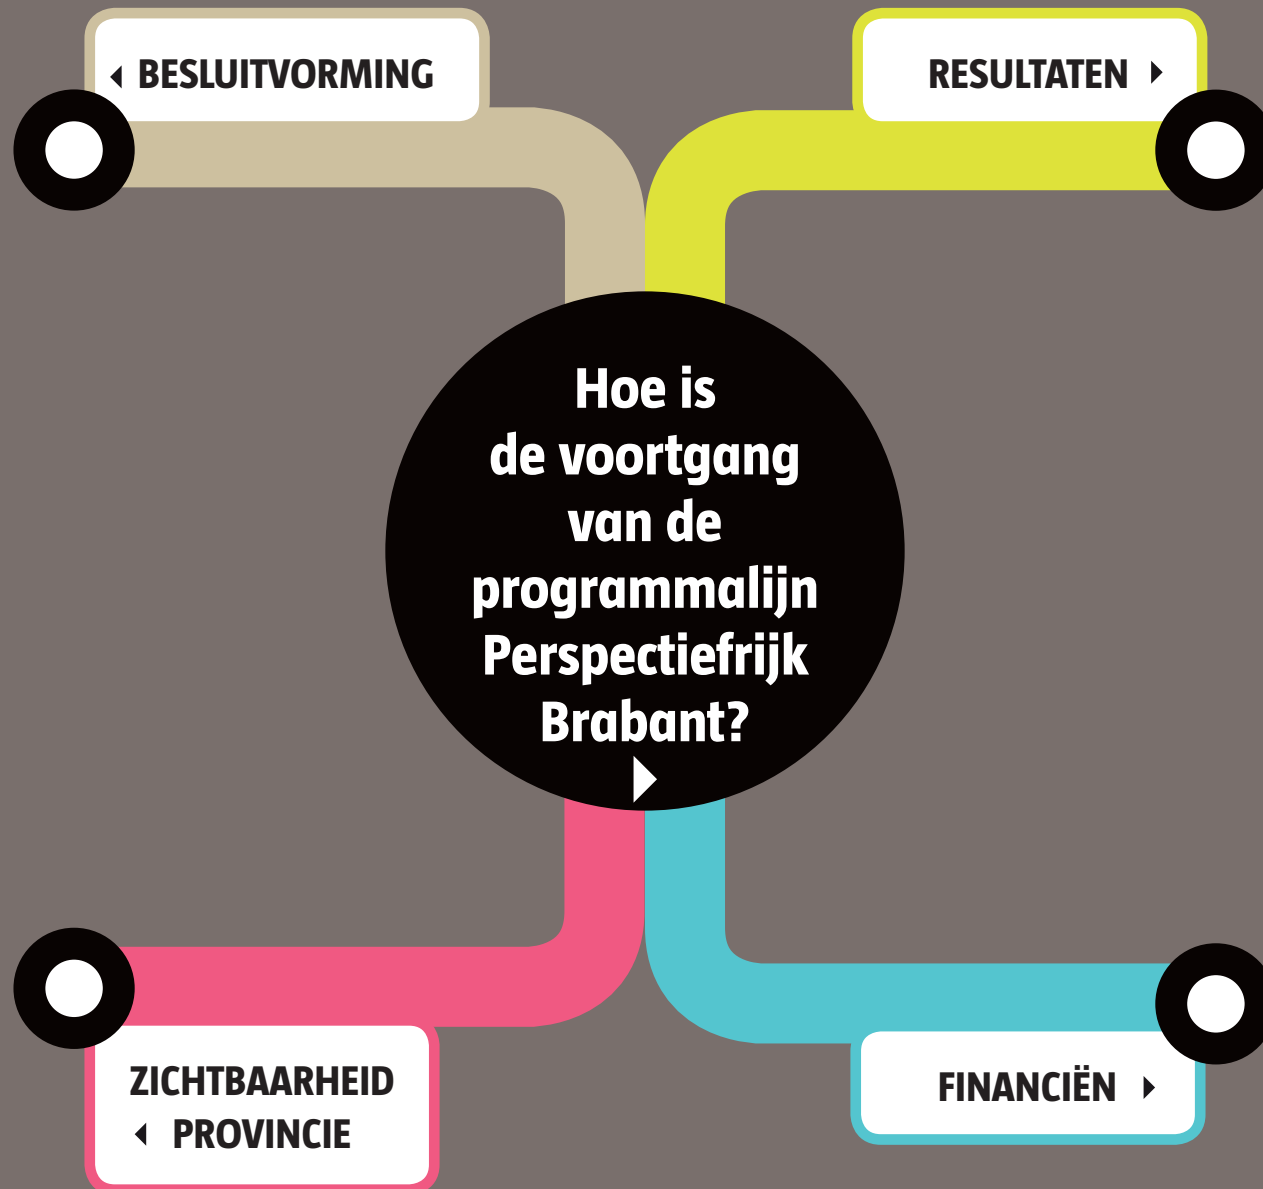 BESLUITVORMING
RESULTATEN
Hoe is
de voortgang
van de
programmalijn
Perspectiefrijk
Brabant?
ZICHTBAARHEID
PROVINCIE
FINANCIËN